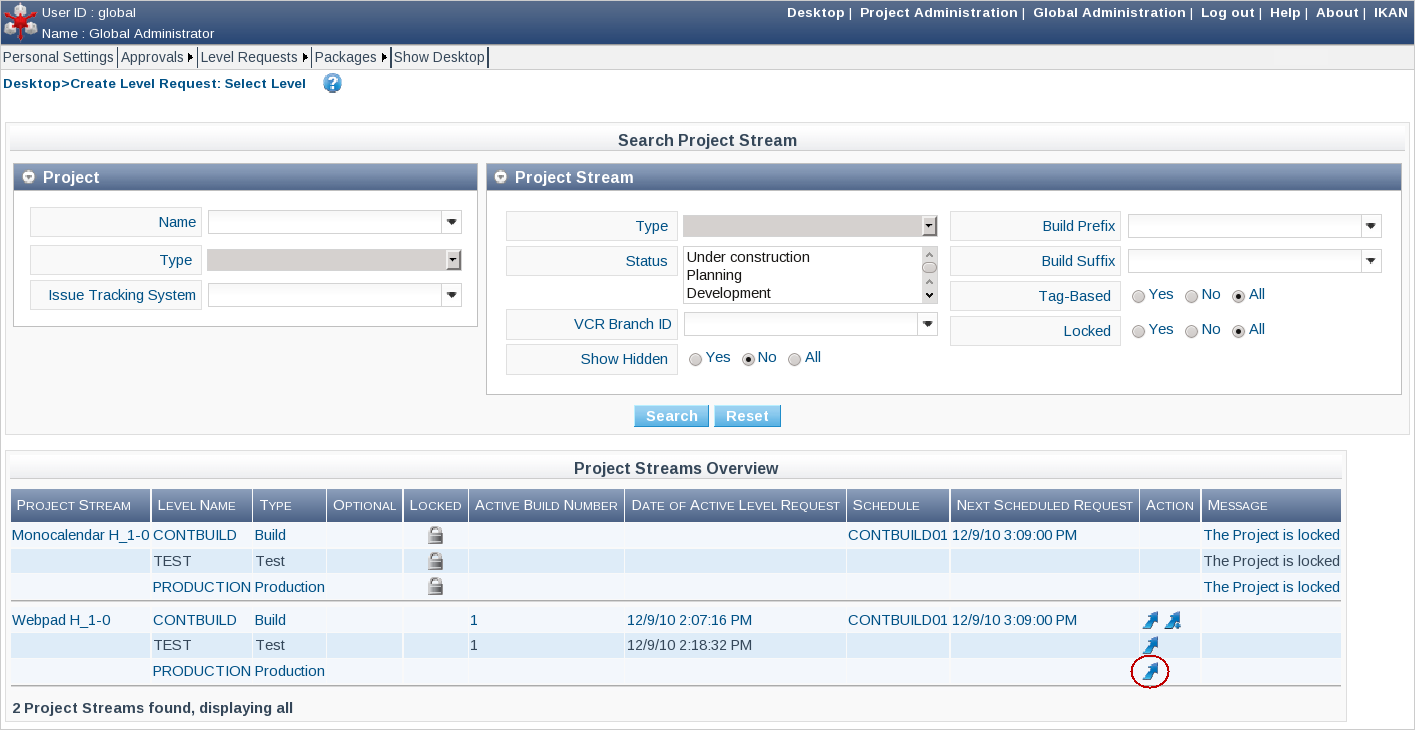 User ID : global
Desktop | Project Administration | Global Administration | Log out | Help | About | IKAN
Name : Global Administrator
Personal Settings Approvals Level Requests Packages Show Desktop
Desktop>Create Level Request: Select Level ?
Search Project Stream
Project
Name
Type
Issue Tracking System
Project Stream
Type
Status Under construction
Planning
Development
VCR Branch ID
Show Hidden Yes No All
Build Prefix
Build Suffix
Tag-Based Yes No All
Locked Yes No All
Search Reset
Project Streams Overview
Project Stream Level Name Type Optional Locked Active Build Number Date of Active Level Request Schedule Next Scheduled Request Action Message
Monocalendar H_1-0 CONTBUILD Build CONTBUILD01 12/9/10 3:09:00 PM The Project is locked
TEST Test The Project is locked
PRODUCTION Production The Project is locked
Webpad H_1-0 CONTBUILD Build 1 12/9/10 2:07:16 PM CONTBUILD01 12/9/10 3:09:00 PM
TEST Test 1 12/9/10 2:18:32 PM
PRODUCTION Production
2 Project Streams found, displaying all